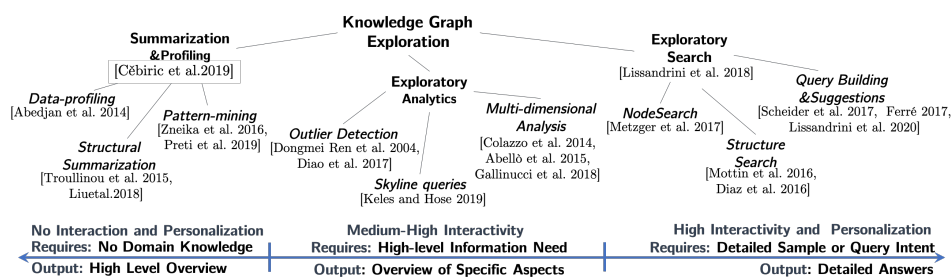 Knowledge Graph
Exploration
Summarization
&Profiling
[Cĕbiric et al.2019]
Data-profiling
[Abedjan et al. 2014]
Pattern-mining
[Zneika et al. 2016,
Preti et al. 2019]
Structural
Summarization
[Troullinou et al. 2015,
Liuetal.2018]
Exploratory
Analytics
Outlier Detection
[Dongmei Ren et al. 2004,
Diao et al. 2017]
Skyline queries
[Keles and Hose 2019]
Multi-dimensional
Analysis
[Colazzo et al. 2014,
Abellò et al. 2015,
Gallinucci et al. 2018]
Exploratory
Search
[Lissandrini et al. 2018]
NodeSearch
[Metzger et al. 2017]
Structure
Search
[Mottin et al. 2016,
Diaz et al. 2016]
Query Building
&Suggestions
[Scheider et al. 2017, Ferré 2017,
Lissandrini et al. 2020]
No Interaction and Personalization
Requires: No Domain Knowledge
Output: High Level Overview
Medium-High Interactivity
Requires: High-level Information Need
Output: Overview of Specific Aspects
High Interactivity and Personalization
Requires: Detailed Sample or Query Intent
Output: Detailed Answers